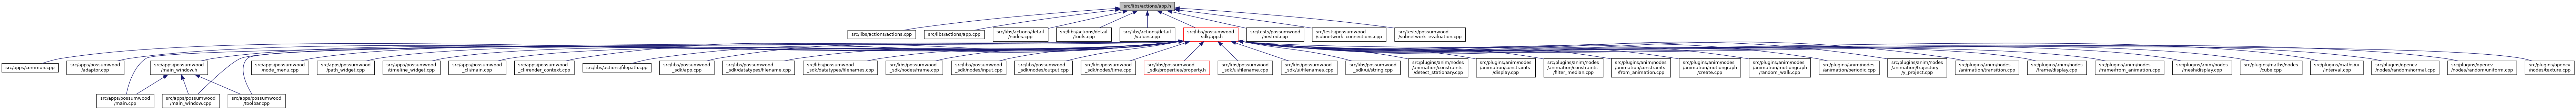 src/libs/actions/app.h
src/libs/actions/actions.cpp
src/libs/actions/app.cpp
src/libs/actions/detail
/nodes.cpp
src/libs/actions/detail
/tools.cpp
src/libs/actions/detail
/values.cpp
src/libs/possumwood
_sdk/app.h
src/tests/possumwood
/nested.cpp
src/tests/possumwood
/subnetwork_connections.cpp
src/tests/possumwood
/subnetwork_evaluation.cpp
src/apps/common.cpp
src/apps/possumwood
/adaptor.cpp
src/apps/possumwood
/main_window.h
src/apps/possumwood
/node_menu.cpp
src/apps/possumwood
/path_widget.cpp
src/apps/possumwood
/timeline_widget.cpp
src/apps/possumwood
_cli/main.cpp
src/apps/possumwood
_cli/render_context.cpp
src/libs/actions/filepath.cpp
src/libs/possumwood
_sdk/app.cpp
src/libs/possumwood
_sdk/datatypes/filename.cpp
src/libs/possumwood
_sdk/datatypes/filenames.cpp
src/libs/possumwood
_sdk/nodes/frame.cpp
src/libs/possumwood
_sdk/nodes/input.cpp
src/libs/possumwood
_sdk/nodes/output.cpp
src/libs/possumwood
_sdk/nodes/time.cpp
src/libs/possumwood
_sdk/properties/property.h
src/libs/possumwood
_sdk/ui/filename.cpp
src/libs/possumwood
_sdk/ui/filenames.cpp
src/libs/possumwood
_sdk/ui/string.cpp
src/plugins/anim/nodes
/animation/constraints
/detect_stationary.cpp
src/plugins/anim/nodes
/animation/constraints
/display.cpp
src/plugins/anim/nodes
/animation/constraints
/filter_median.cpp
src/plugins/anim/nodes
/animation/constraints
/from_animation.cpp
src/plugins/anim/nodes
/animation/motiongraph
/create.cpp
src/plugins/anim/nodes
/animation/motiongraph
/random_walk.cpp
src/plugins/anim/nodes
/animation/periodic.cpp
src/plugins/anim/nodes
/animation/trajectory
/y_project.cpp
src/plugins/anim/nodes
/animation/transition.cpp
src/plugins/anim/nodes
/frame/display.cpp
src/plugins/anim/nodes
/frame/from_animation.cpp
src/plugins/anim/nodes
/mesh/display.cpp
src/plugins/maths/nodes
/cube.cpp
src/plugins/maths/ui
/interval.cpp
src/plugins/opencv
/nodes/random/normal.cpp
src/plugins/opencv
/nodes/random/uniform.cpp
src/plugins/opencv
/nodes/texture.cpp
src/apps/possumwood
/main.cpp
src/apps/possumwood
/main_window.cpp
src/apps/possumwood
/toolbar.cpp